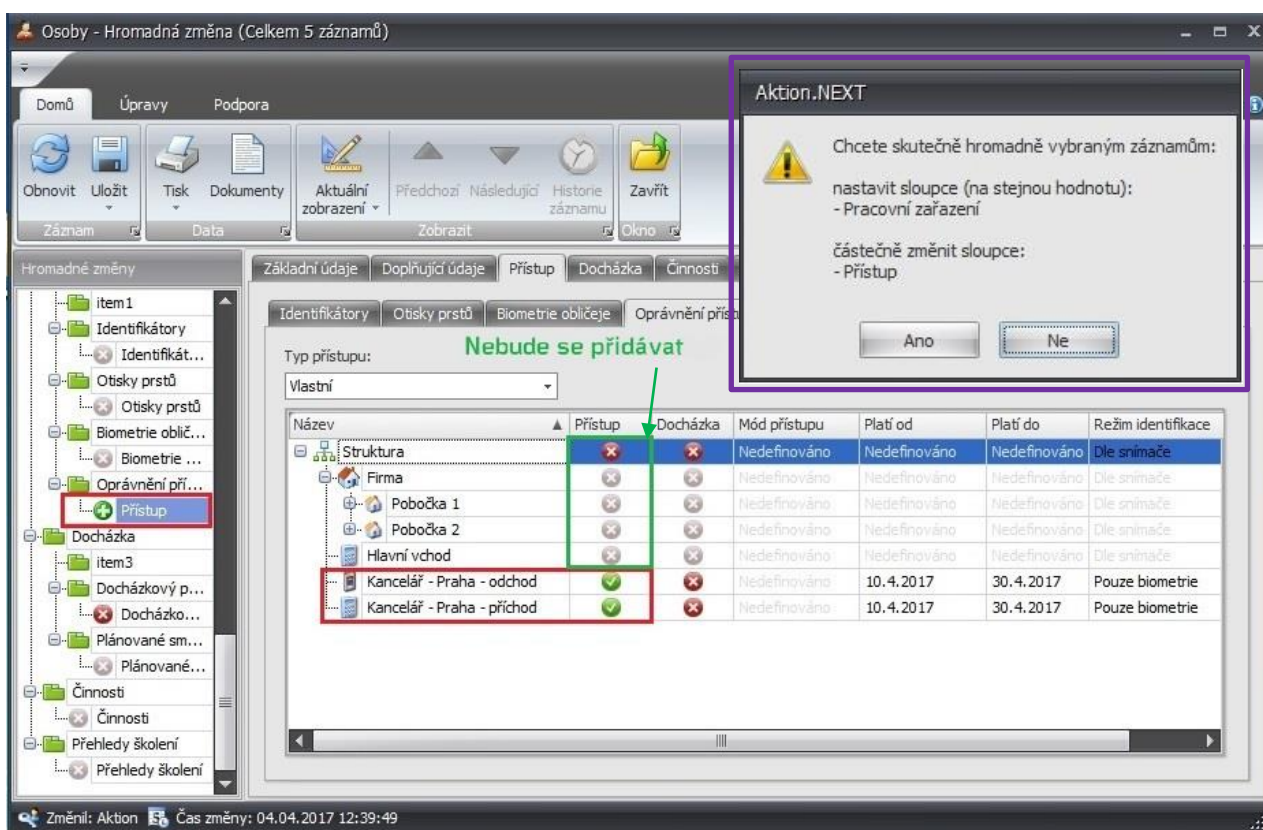 Osoby - Hromadná změna (Celkem 5 záznamů)
Domů Úpravy Podpora
Obnovit Uložit Tisk Dokumenty Aktuální zobrazení Předchozí Následující Historie záznamu Zavřít
Záznam Data Zobrazit Okno
Aktion.NEXT
Chcete skutečně hromadně vybraným záznamům:
nastavit sloupce (na stejnou hodnotu):
- Pracovní zařazení
částečně změnit sloupce:
- Přístup
Ano Ne
Hromadné změny
item1
Identifikátory
Identifikát...
Otisky prstů
Otisky prstů
Biometrie oblič...
Biometrie ...
Oprávnění pří...
Přístup
Docházka
item3
Docházkový p...
Docházko...
Plánované sm...
Plánované...
Činnosti
Činnosti
Přehledy školení
Přehledy školení
Základní údaje Doplňující údaje Přístup Docházka Činnosti
Identifikátory Otisky prstů Biometrie obličeje Oprávnění příst
Nebude se přidávat
Typ přístupu:
Vlastní
Název Přístup Docházka Mód přístupu Platí od Platí do Režim identifikace
Struktura Nedefinováno Nedefinováno Nedefinováno Dle snímače
Firma Nedefinováno Nedefinováno Nedefinováno Dle snímače
Pobočka 1 Nedefinováno Nedefinováno Nedefinováno Dle snímače
Pobočka 2 Nedefinováno Nedefinováno Nedefinováno Dle snímače
Hlavní vchod Nedefinováno Nedefinováno Nedefinováno Dle snímače
Kancelář - Praha - odchod Nedefinováno 10.4.2017 30.4.2017 Pouze biometrie
Kancelář - Praha - příchod Nedefinováno 10.4.2017 30.4.2017 Pouze biometrie
Změnil: Aktion Čas změny: 04.04.2017 12:39:49